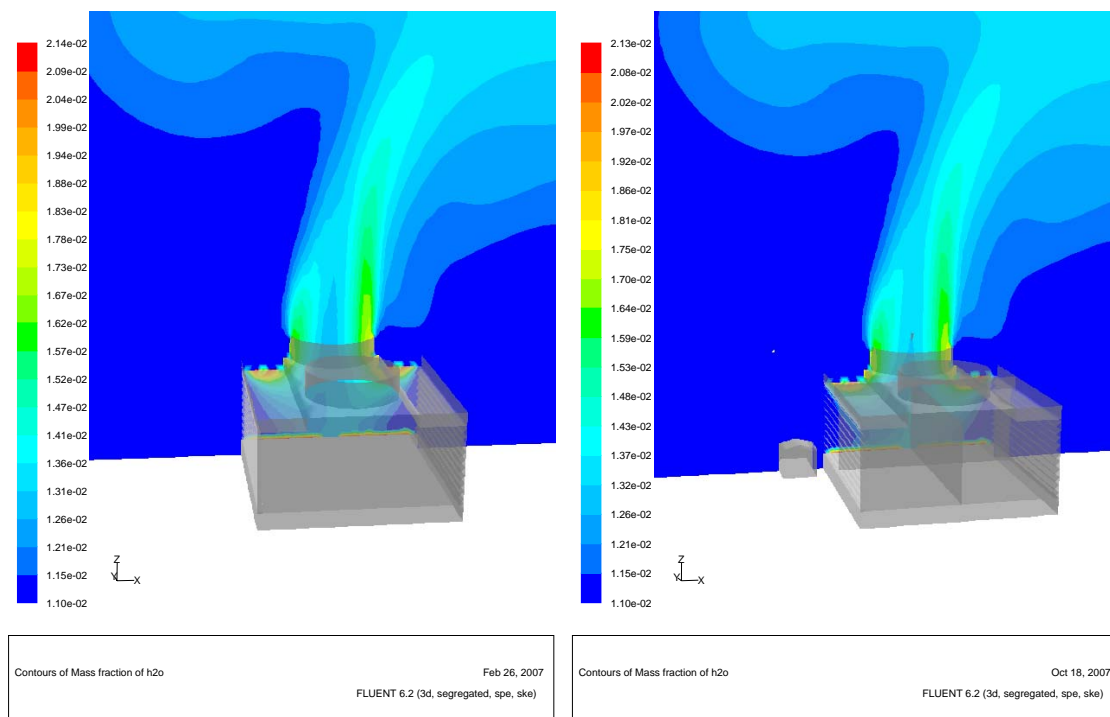 2.14e-02
2.09e-02
2.04e-02
1.99e-02
1.94e-02
1.88e-02
1.83e-02
1.78e-02
1.73e-02
1.67e-02
1.62e-02
1.57e-02
1.52e-02
1.47e-02
1.41e-02
1.36e-02
1.31e-02
1.26e-02
1.21e-02
1.15e-02
1.10e-02
Z
Y X
Contours of Mass fraction of h2o Feb 26, 2007
FLUENT 6.2 (3d, segregated, spe, ske)
2.13e-02
2.08e-02
2.02e-02
1.97e-02
1.92e-02
1.86e-02
1.81e-02
1.75e-02
1.70e-02
1.64e-02
1.59e-02
1.53e-02
1.48e-02
1.43e-02
1.37e-02
1.32e-02
1.26e-02
1.21e-02
1.15e-02
1.10e-02
Z
Y X
Contours of Mass fraction of h2o Oct 18, 2007
FLUENT 6.2 (3d, segregated, spe, ske)